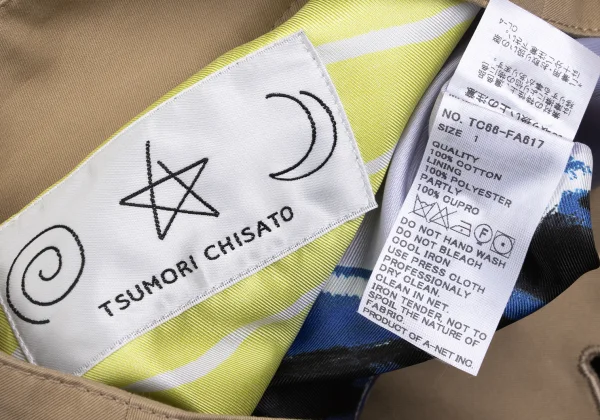 TSUMORI CHISATO
QL-4
NO. TC66-FA617
SIZE 1
QUALITY
100% COTTON
LINING
100% POLYESTER
PARTLY
100% CUPRO
DO NOT HAND WASH
DO NOT BLEACH
COOL IRON
USE PRESS CLOTH
PROFESSIONALY
DRY CLEAN
CLEAN IN NET
IRON TENDER, NOT TO
SPOIL THE NATURE OF
FABRIC
PRODUCT OF A-NET INC.